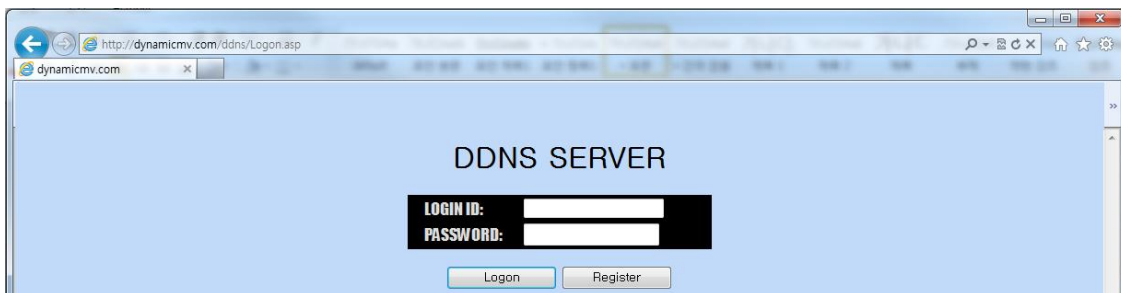 http://dynamicmv.com/ddns/Logon.asp
dynamicmv.com
DDNS SERVER
LOGIN ID:
PASSWORD:
Logon
Register